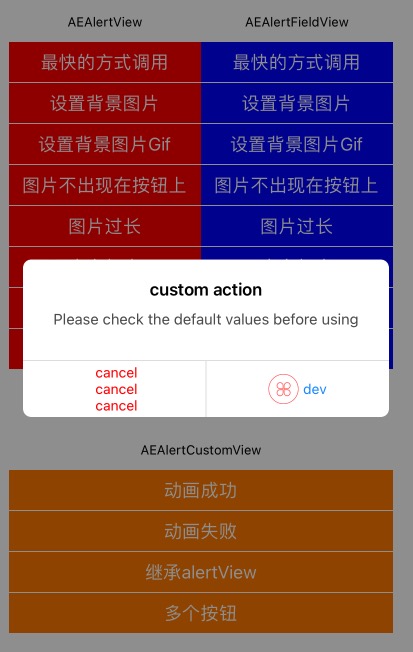 AEAlertView
AEAlertFieldView
最快的方式调用
最快的方式调用
设置背景图片
设置背景图片
设置背景图片Gif
设置背景图片Gif
图片不出现在按钮上
图片不出现在按钮上
图片过长
图片过长
custom action
Please check the default values before using
cancel
cancel
cancel
dev
AEAlertCustomView
动画成功
动画失败
继承alertView
多个按钮